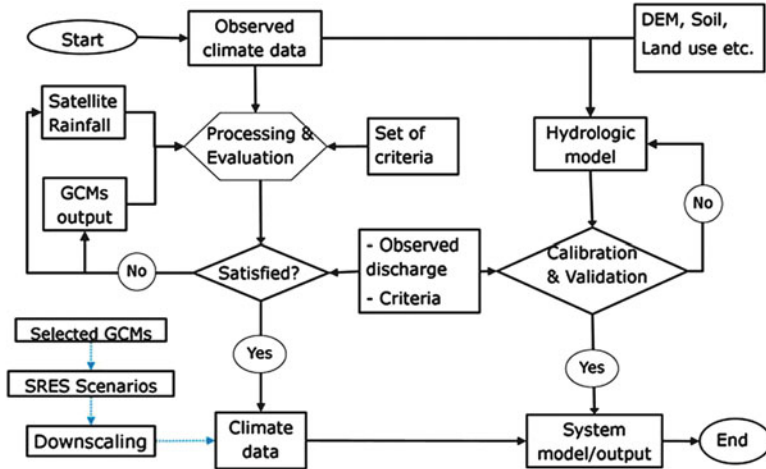 Start
Observed
climate data
DEM, Soil,
Land use etc.
Satellite
Rainfall
Processing &
Evaluation
Set of
criteria
Hydrologic
model
GCMs
output
No
No
Satisfied?
- Observed
discharge
- Criteria
Calibration
& Validation
Selected GCMs
Yes
Yes
SRES Scenarios
Downscaling
Climate
data
System
model/output
End